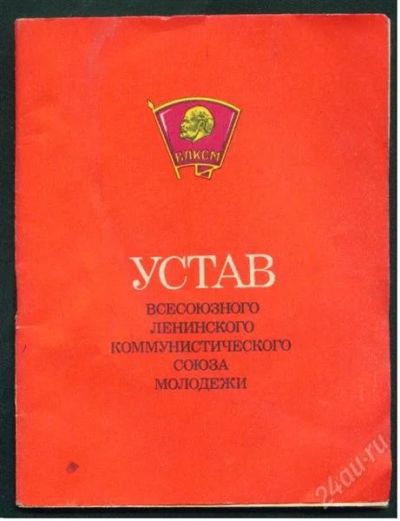 ВЛКСМ
УСТАВ
ВСЕСОЮЗНОГО
ЛЕНИНСКОГО
КОММУНИСТИЧЕСКОГО
СОЮЗА
МОЛОДЕЖИ
24au.ru